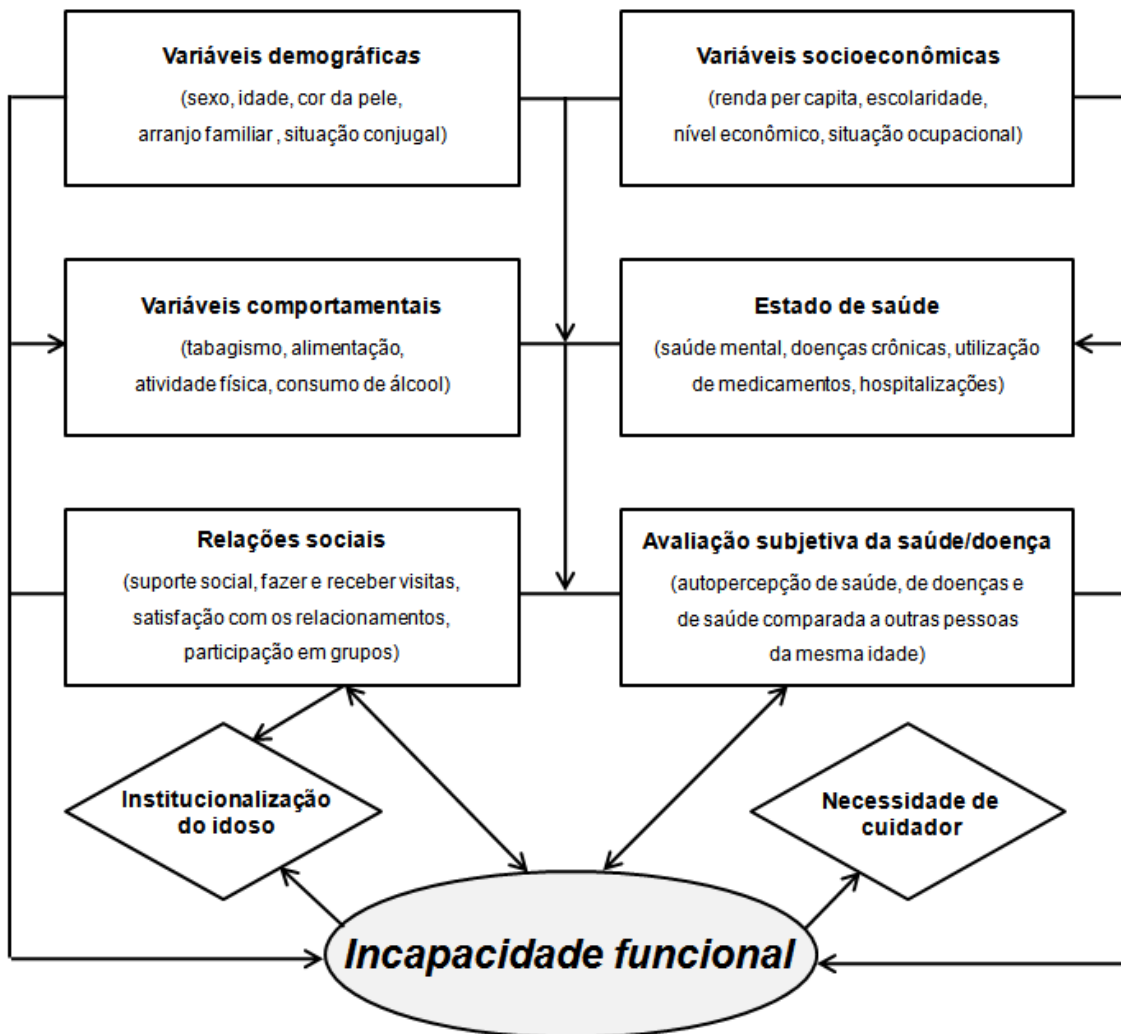 Variáveis demográficas
(sexo, idade, cor da pele,
arranjo familiar , situação conjugal)
Variáveis socioeconômicas
(renda per capita, escolaridade,
nível econômico, situação ocupacional)
Variáveis comportamentais
(tabagismo, alimentação,
atividade física, consumo de álcool)
Estado de saúde
(saúde mental, doenças crônicas, utilização
de medicamentos, hospitalizações)
Relações sociais
(suporte social, fazer e receber visitas,
satisfação com os relacionamentos,
participação em grupos)
Avaliação subjetiva da saúde/doença
(autopercepção de saúde, de doenças e
de saúde comparada a outras pessoas
da mesma idade)
Institucionalização
do idoso
Necessidade de
cuidador
Incapacidade funcional